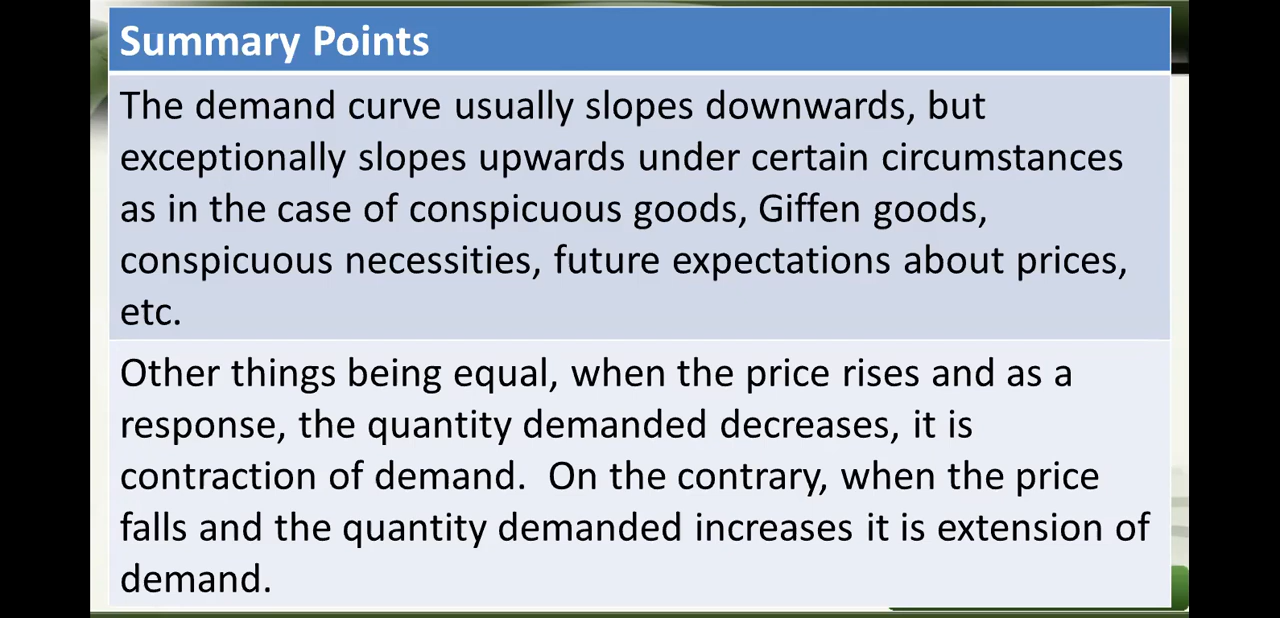 Summary Points
The demand curve usually slopes downwards, but
exceptionally slopes upwards under certain circumstances
as in the case of conspicuous goods, Giffen goods,
conspicuous necessities, future expectations about prices,
etc.
Other things being equal, when the price rises and as a
response, the quantity demanded decreases, it is
contraction of demand.  On the contrary, when the price
falls and the quantity demanded increases it is extension of
demand.